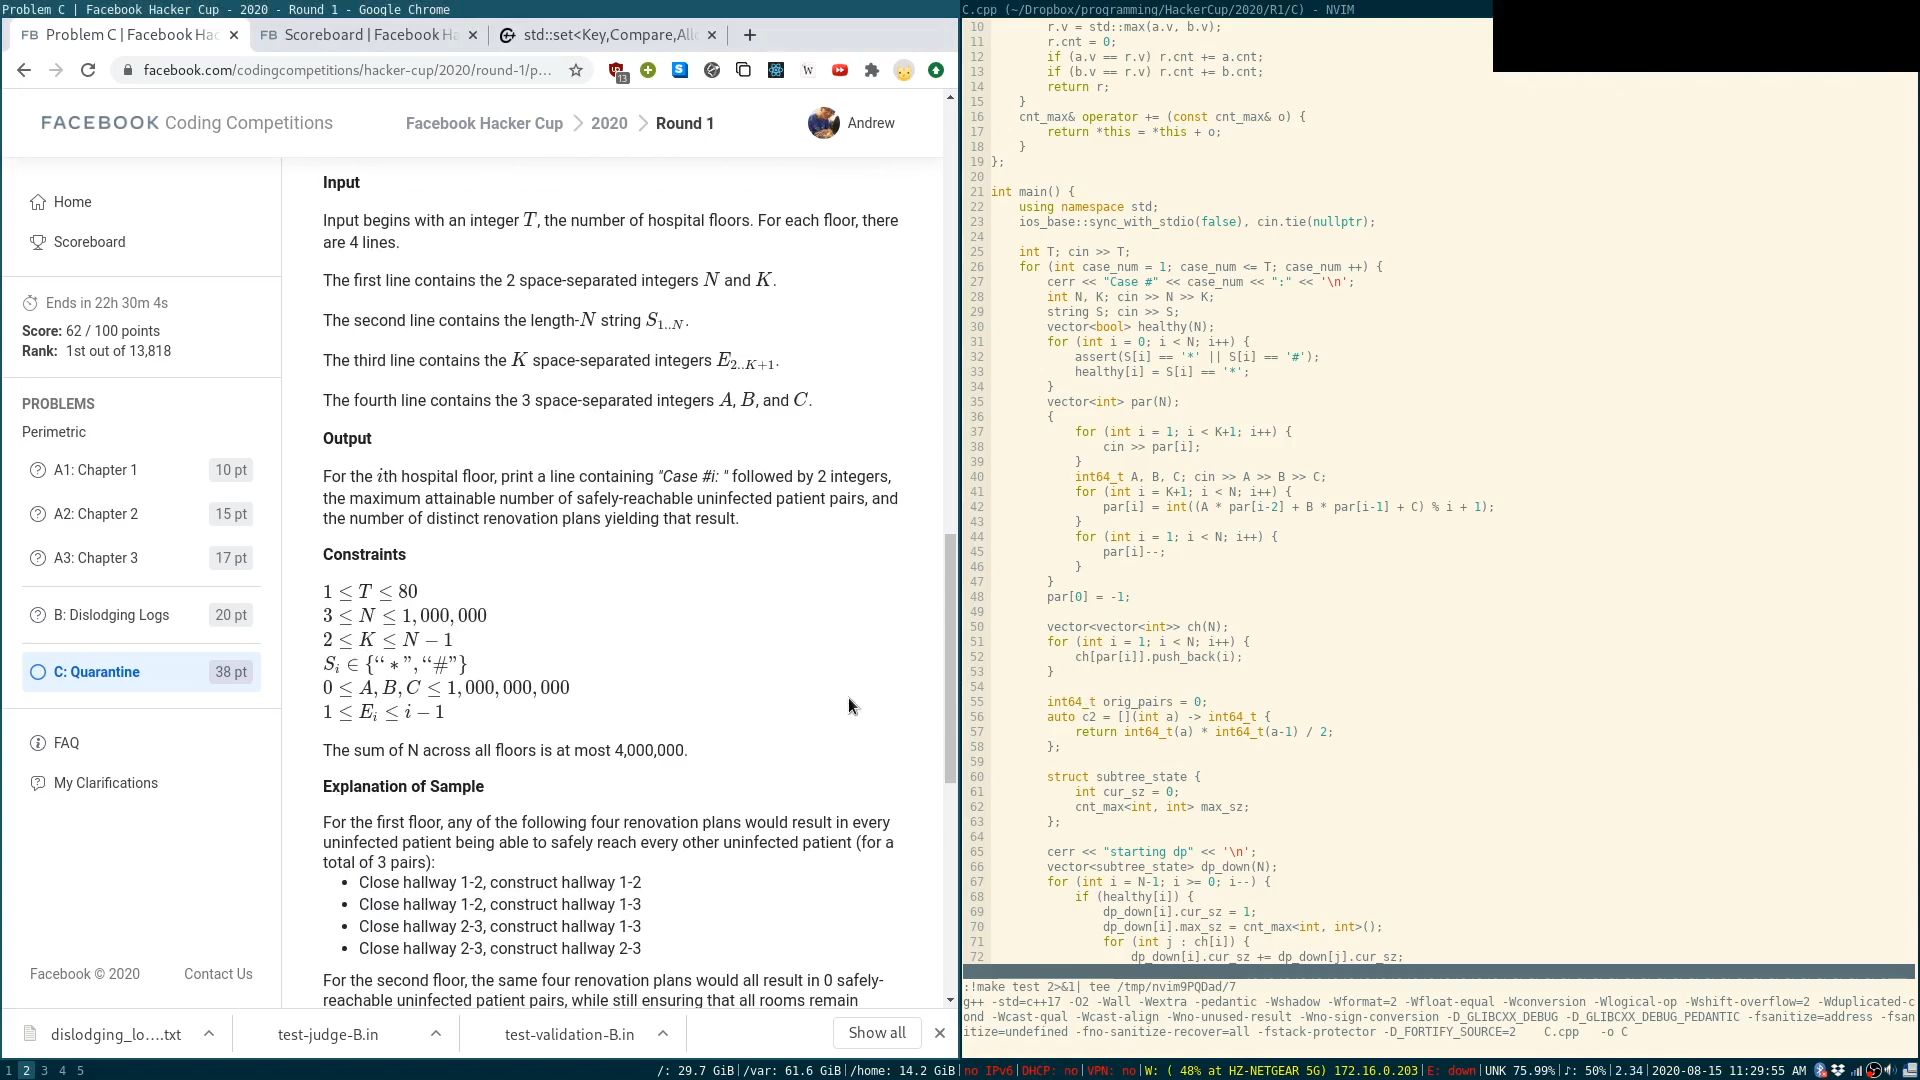 Problem C | Facebook Hacker Cup - 2020 - Round 1 - Google Chrome
FB Problem C | Facebook Hac
FB Scoreboard | Facebook H
std::set<Key,Compare,All
facebook.com/codingcompetitions/hacker-cup/2020/round-1/p...
13
W
FACEBOOK Coding Competitions
Facebook Hacker Cup > 2020 > Round 1
Andrew
Home
Scoreboard
Ends in 22h 30m 4s
Score: 62 / 100 points
Rank: 1st out of 13,818
PROBLEMS
Perimetric
A1: Chapter 1 10 pt
A2: Chapter 2 15 pt
A3: Chapter 3 17 pt
B: Dislodging Logs 20 pt
C: Quarantine 38 pt
FAQ
My Clarifications
Facebook © 2020 Contact Us
Input
Input begins with an integer T, the number of hospital floors. For each floor, there
are 4 lines.
The first line contains the 2 space-separated integers N and K.
The second line contains the length-N string S1..N.
The third line contains the K space-separated integers E2..K+1.
The fourth line contains the 3 space-separated integers A, B, and C.
Output
For the ith hospital floor, print a line containing "Case #i: " followed by 2 integers,
the maximum attainable number of safely-reachable uninfected patient pairs, and
the number of distinct renovation plans yielding that result.
Constraints
1 ≤ T ≤ 80
3 ≤ N ≤ 1,000,000
2 ≤ K ≤ N − 1
Si ∈ {“*”, “#”}
0 ≤ A, B, C ≤ 1,000,000,000
1 ≤ Ei ≤ i − 1
The sum of N across all floors is at most 4,000,000.
Explanation of Sample
For the first floor, any of the following four renovation plans would result in every
uninfected patient being able to safely reach every other uninfected patient (for a
total of 3 pairs):
• Close hallway 1-2, construct hallway 1-2
• Close hallway 1-2, construct hallway 1-3
• Close hallway 2-3, construct hallway 1-3
• Close hallway 2-3, construct hallway 2-3
For the second floor, the same four renovation plans would all result in 0 safely-
reachable uninfected patient pairs, while still ensuring that all rooms remain
dislodging_lo....txt
test-judge-B.in
test-validation-B.in
Show all
C.cpp (~/Dropbox/programming/HackerCup/2020/R1/C) - NVIM
10 r.v = std::max(a.v, b.v);
11 r.cnt = 0;
12 if (a.v == r.v) r.cnt += a.cnt;
13 if (b.v == r.v) r.cnt += b.cnt;
14 return r;
15 }
16 cnt_max& operator += (const cnt_max& o) {
17 return *this = *this + o;
18 }
19 };
20
21 int main() {
22 using namespace std;
23 ios_base::sync_with_stdio(false), cin.tie(nullptr);
24
25 int T; cin >> T;
26 for (int case_num = 1; case_num <= T; case_num ++) {
27 cerr << "Case #" << case_num << ":" << '\n';
28 int N, K; cin >> N >> K;
29 string S; cin >> S;
30 vector<bool> healthy(N);
31 for (int i = 0; i < N; i++) {
32 assert(S[i] == '*' || S[i] == '#');
33 healthy[i] = S[i] == '*';
34 }
35 vector<int> par(N);
36 {
37 for (int i = 1; i < K+1; i++) {
38 cin >> par[i];
39 }
40 int64_t A, B, C; cin >> A >> B >> C;
41 for (int i = K+1; i < N; i++) {
42 par[i] = int((A * par[i-2] + B * par[i-1] + C) % i + 1);
43 }
44 for (int i = 1; i < N; i++) {
45 par[i]--;
46 }
47 }
48 par[0] = -1;
49
50 vector<vector<int>> ch(N);
51 for (int i = 1; i < N; i++) {
52 ch[par[i]].push_back(i);
53 }
54
55 int64_t orig_pairs = 0;
56 auto c2 = [](int a) -> int64_t {
57 return int64_t(a) * int64_t(a-1) / 2;
58 };
59
60 struct subtree_state {
61 int cur_sz = 0;
62 cnt_max<int, int> max_sz;
63 };
64
65 cerr << "starting dp" << '\n';
66 vector<subtree_state> dp_down(N);
67 for (int i = N-1; i >= 0; i--) {
68 if (healthy[i]) {
69 dp_down[i].cur_sz = 1;
70 dp_down[i].max_sz = cnt_max<int, int>();
71 for (int j : ch[i]) {
72 dp_down[i].cur_sz += dp_down[j].cur_sz;
:!make test 2>&1| tee /tmp/nvim9PQDad/7
g++ -std=c++17 -O2 -Wall -Wextra -pedantic -Wshadow -Wformat=2 -Wfloat-equal -Wconversion -Wlogical-op -Wshift-overflow=2 -Wduplicated-c
ond -Wcast-qual -Wcast-align -Wno-unused-result -Wno-sign-conversion -D_GLIBCXX_DEBUG -D_GLIBCXX_DEBUG_PEDANTIC -fsanitize=address -fsan
itize=undefined -fno-sanitize-recover=all -fstack-protector -D_FORTIFY_SOURCE=2 C.cpp -o C
1 2 3 4 5
/: 29.7 GiB|/var: 61.6 GiB|/home: 14.2 GiB|no IPv6|DHCP: no|VPN: no|W: ( 48% at HZ-NETGEAR 5G) 172.16.0.203|E: down|UNK 75.99%|♪: 50%|2.34|2020-08-15 11:29:55 AM